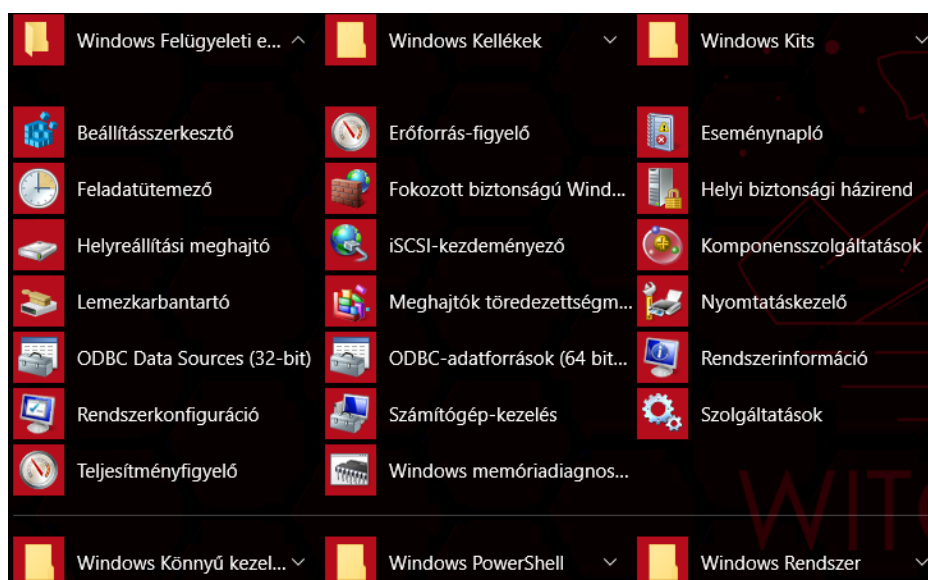 Windows Felügyeleti e...
Windows Kellékek
Windows Kits
Beállításszerkesztő
Erőforrás-figyelő
Eseménynapló
Feladatütemező
Fokozott biztonságú Wind...
Helyi biztonsági házirend
Helyreállítási meghajtó
iSCSI-kezdeményező
Komponensszolgáltatások
Lemezkarbantartó
Meghajtók töredezettségm...
Nyomtatáskezelő
ODBC Data Sources (32-bit)
ODBC-adatforrások (64 bit...
Rendszerinformáció
Rendszerkonfiguráció
Számítógép-kezelés
Szolgáltatások
Teljesítményfigyelő
Windows memóriadiagnos...
Windows Könnyű kezel...
Windows PowerShell
Windows Rendszer